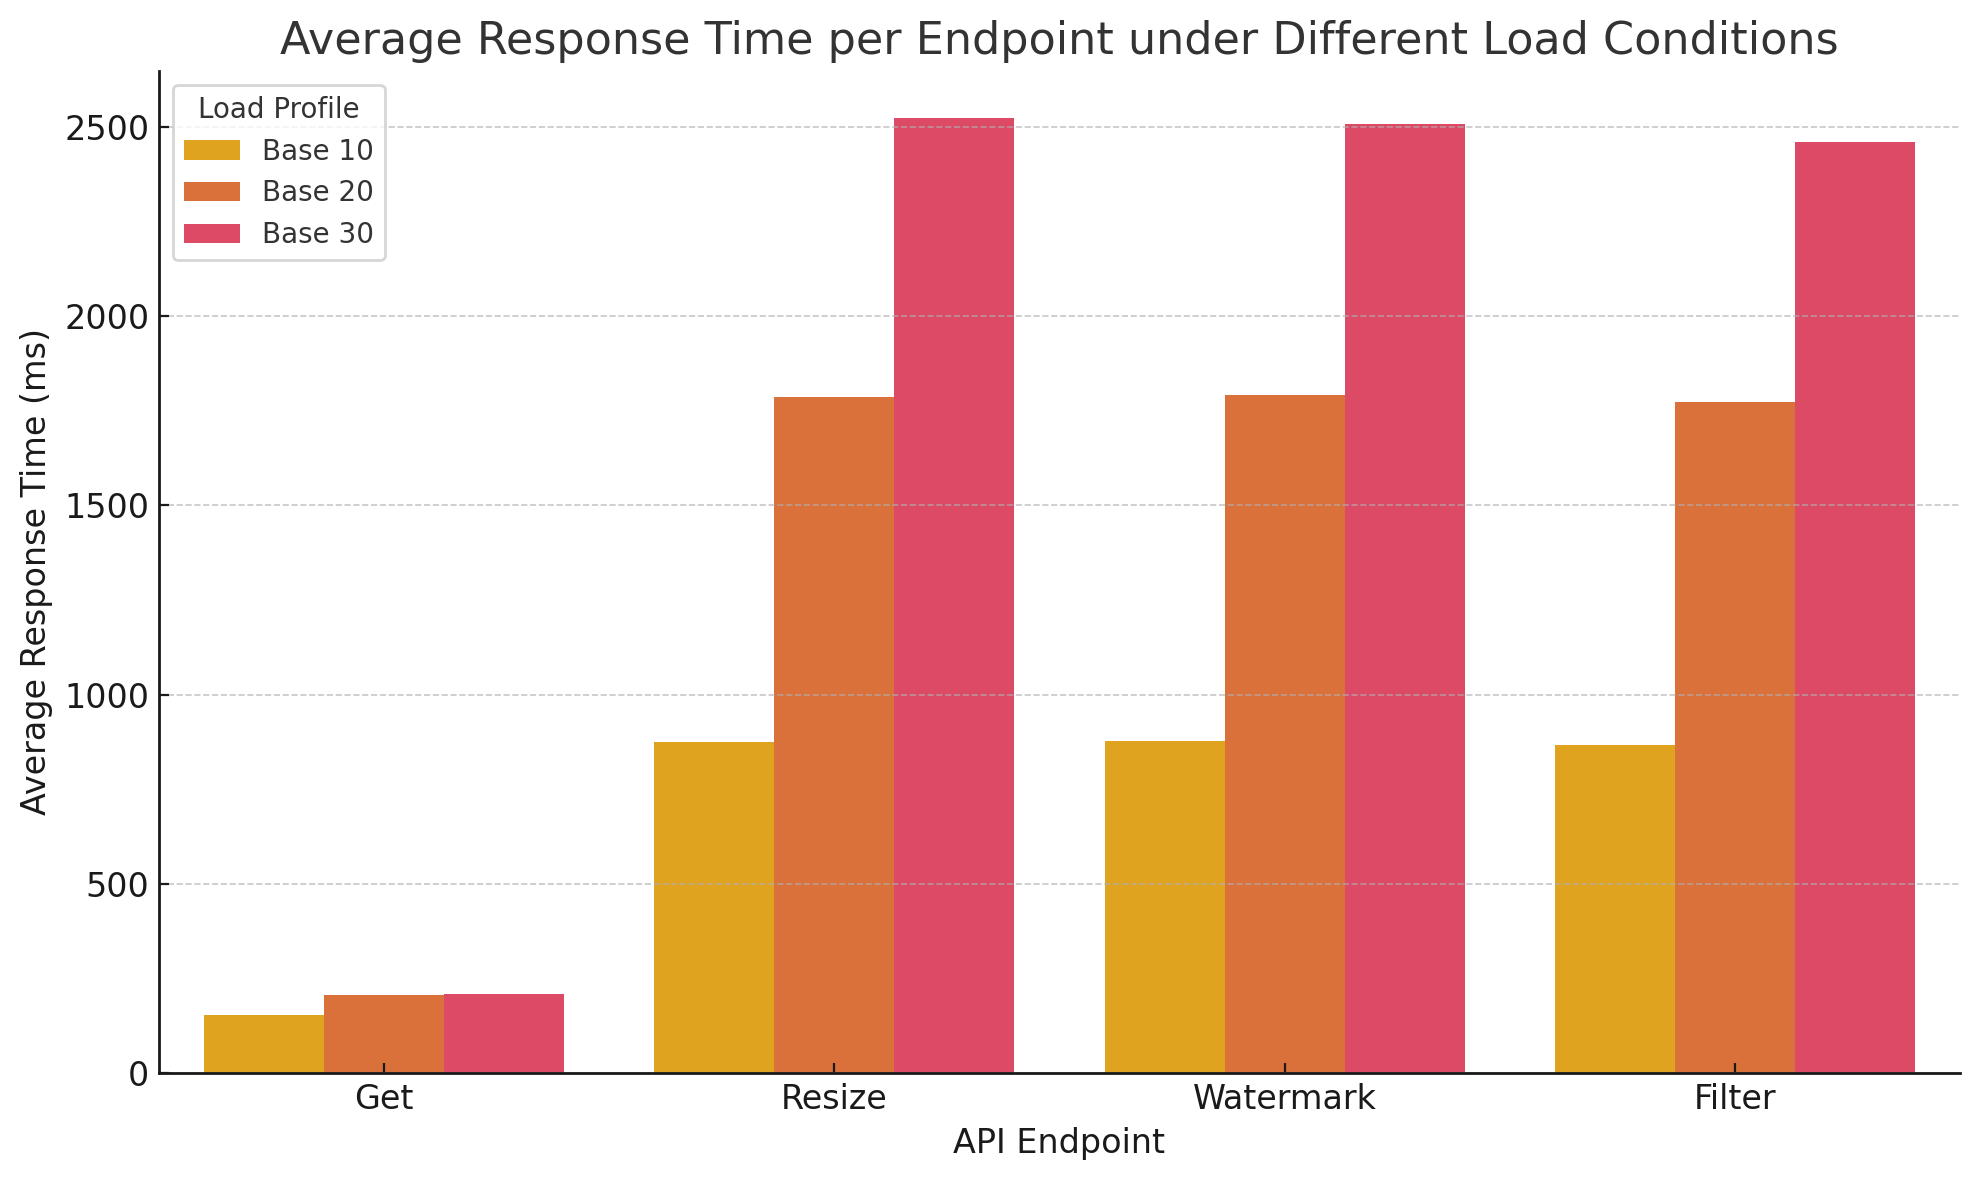 Average Response Time per Endpoint under Different Load Conditions
Load Profile
Base 10
Base 20
Base 30
Average Response Time (ms)
2500
2000
1500
1000
500
0
Get
Resize
Watermark
Filter
API Endpoint